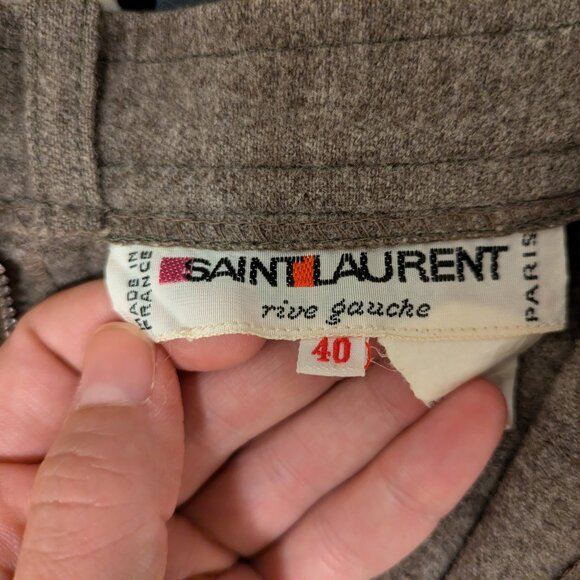 MADE IN
FRANCE
SAINT LAURENT
rive gauche
PARIS
40